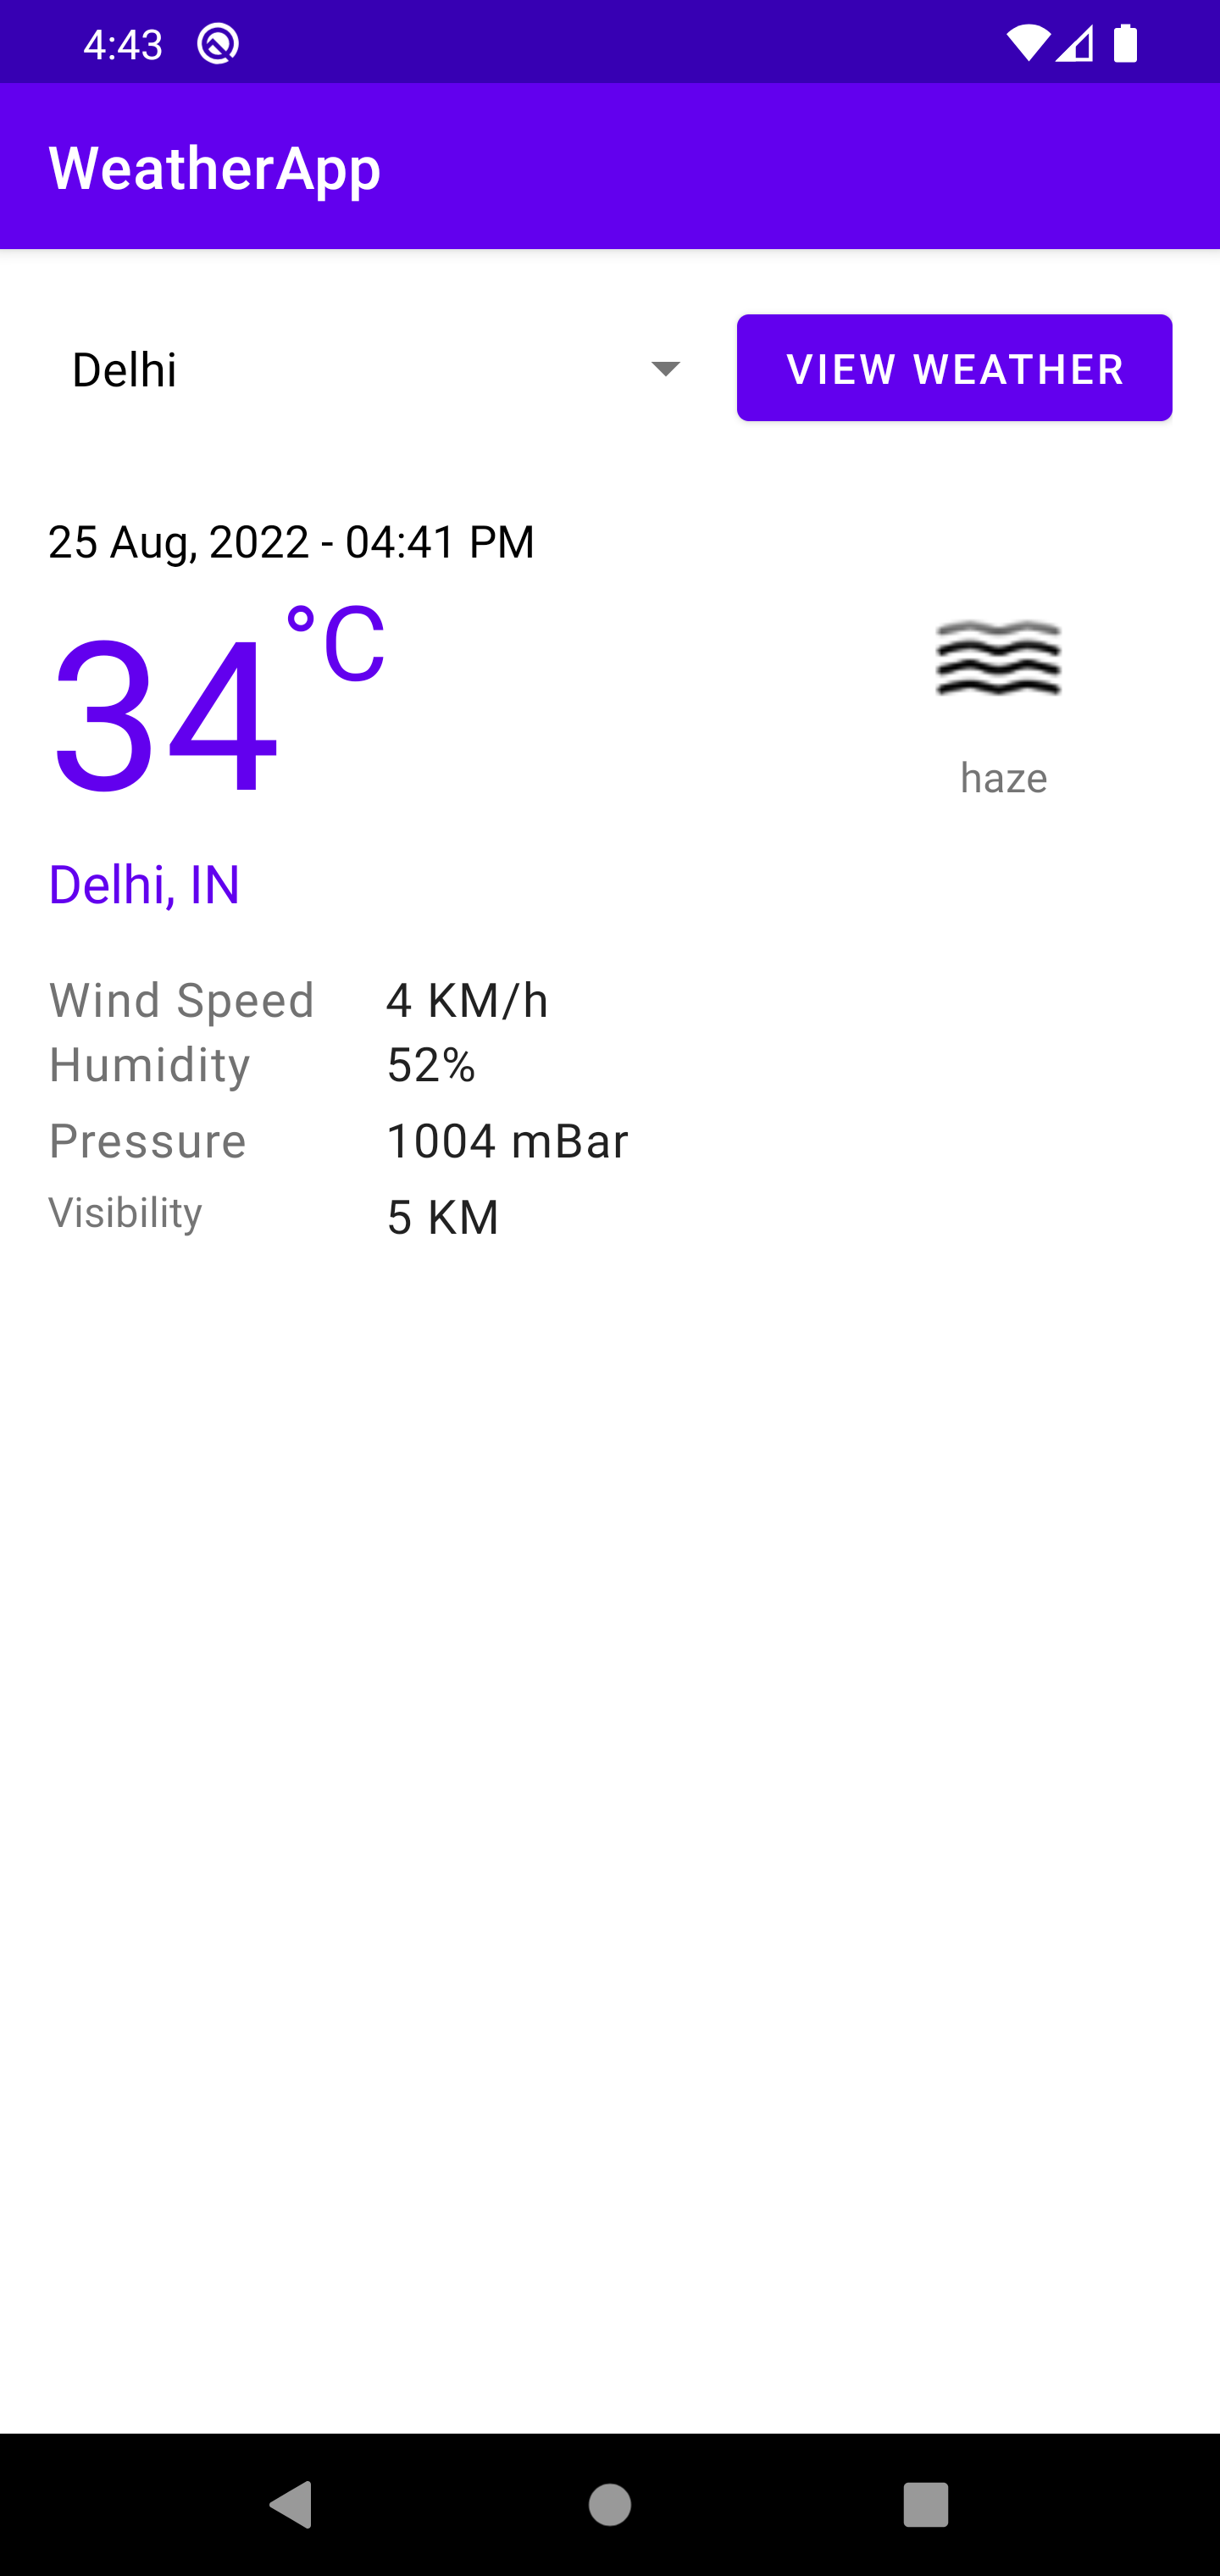 4:43
WeatherApp
Delhi
VIEW WEATHER
25 Aug, 2022 - 04:41 PM
34°C
haze
Delhi, IN
Wind Speed 4 KM/h
Humidity 52%
Pressure 1004 mBar
Visibility 5 KM